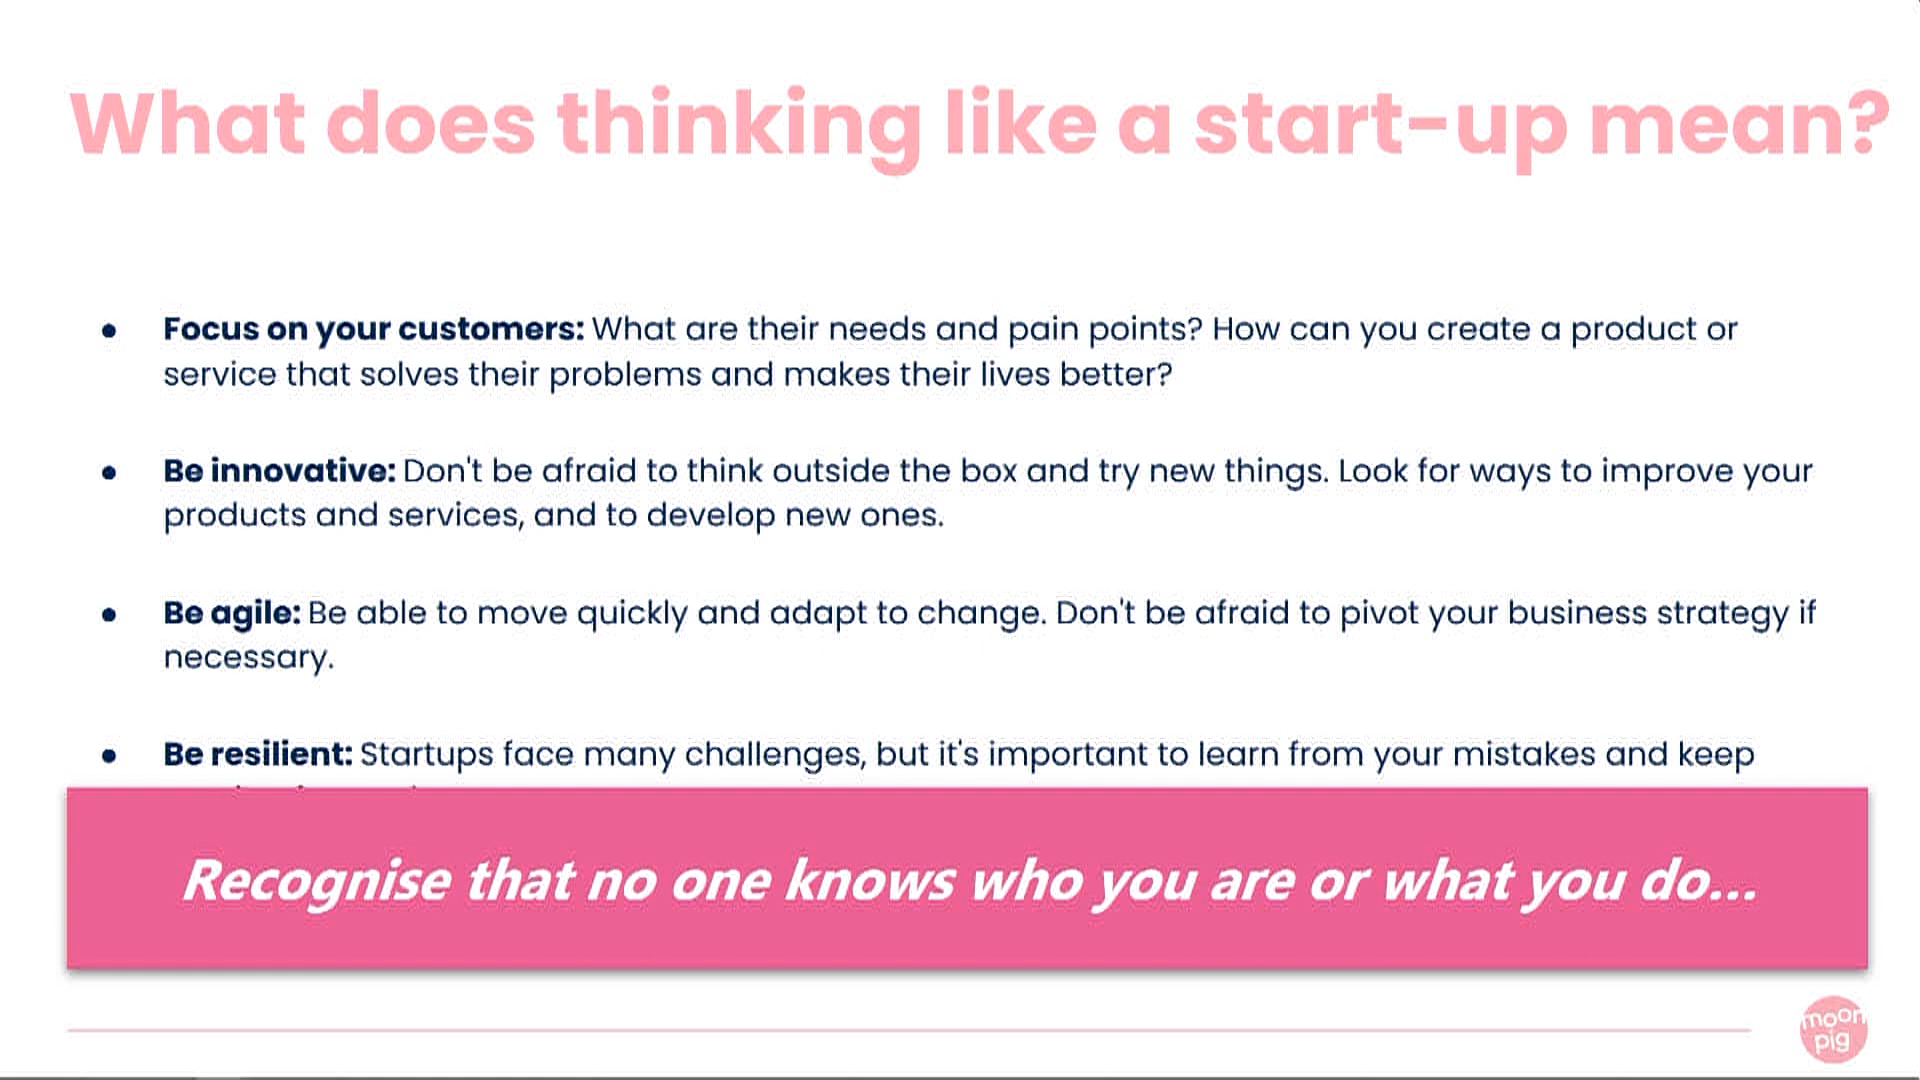 What does thinking like a start-up mean?
● Focus on your customers: What are their needs and pain points? How can you create a product or
service that solves their problems and makes their lives better?
● Be innovative: Don't be afraid to think outside the box and try new things. Look for ways to improve your
products and services, and to develop new ones.
● Be agile: Be able to move quickly and adapt to change. Don't be afraid to pivot your business strategy if
necessary.
● Be resilient: Startups face many challenges, but it's important to learn from your mistakes and keep
Recognise that no one knows who you are or what you do...
moon
pig